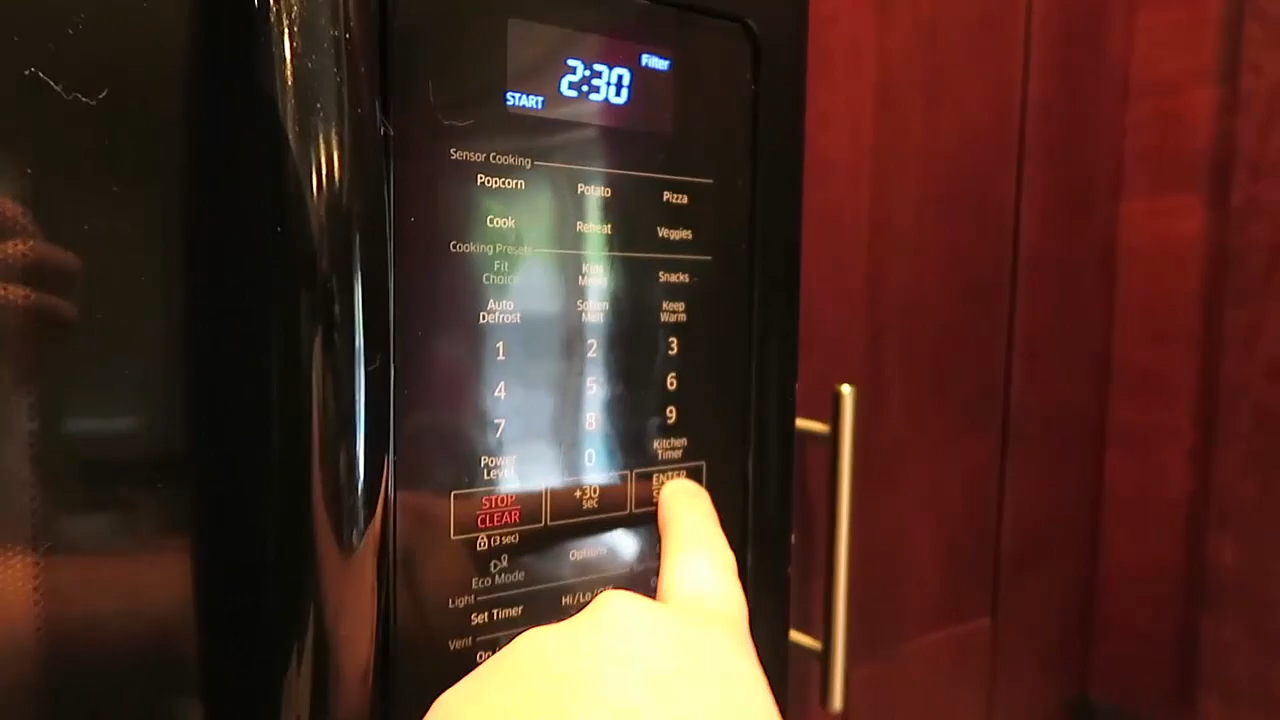 Filter
2:30
START
Sensor Cooking
Popcorn Potato Pizza
Cook Reheat Veggies
Cooking Presets
Fit Choice
Kids Meals
Snacks
Auto Defrost
Soften Melt
Keep Warm
1 2 3
4 5 6
7 8 9
Power Level
0
Kitchen Timer
STOP CLEAR
+30 sec
ENTER
(3 sec)
Eco Mode
Options
Light
Set Timer Hi/Lo/Off
Vent